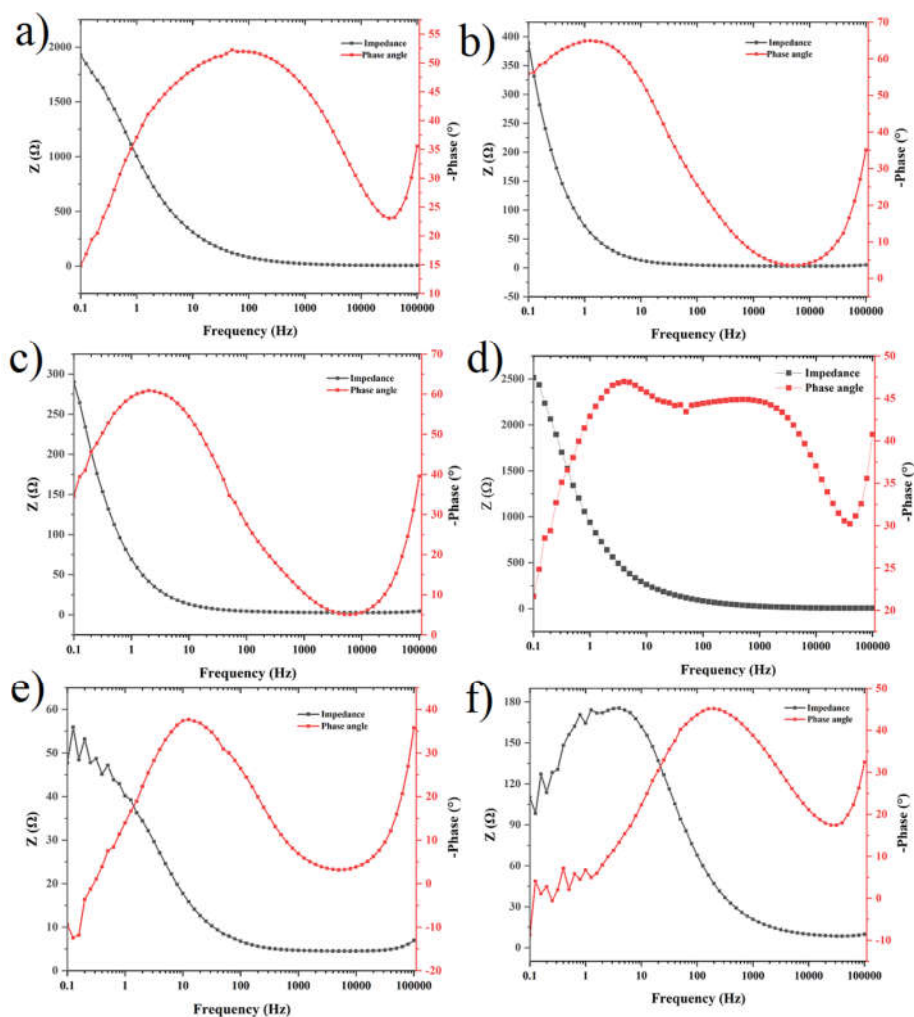 a)
Impedance
Phase angle
2000
1500
1000
500
0
Z (Ω)
55
50
45
40
35
30
25
20
15
10
-Phase (°)
0.1 1 10 100 1000 10000 100000
Frequency (Hz)
b)
Impedance
Phase angle
400
350
300
250
200
150
100
50
0
-50
Z (Ω)
70
65
60
55
50
45
40
35
30
25
20
15
10
5
0
-Phase (°)
0.1 1 10 100 1000 10000 100000
Frequency (Hz)
c)
Impedance
Phase angle
300
250
200
150
100
50
0
Z (Ω)
70
60
50
40
30
20
10
0
-Phase (°)
0.1 1 10 100 1000 10000 100000
Frequency (Hz)
d)
Impedance
Phase angle
2500
2000
1500
1000
500
0
Z (Ω)
50
45
40
35
30
25
20
-Phase (°)
0.1 1 10 100 1000 10000 100000
Frequency (Hz)
e)
Impedance
Phase angle
60
50
40
30
20
10
0
Z (Ω)
40
30
20
10
0
-10
-20
-Phase (°)
0.1 1 10 100 1000 10000 100000
Frequency (Hz)
f)
Impedance
Phase angle
180
150
120
90
60
30
0
Z (Ω)
50
40
30
20
10
0
-10
-Phase (°)
0.1 1 10 100 1000 10000 100000
Frequency (Hz)